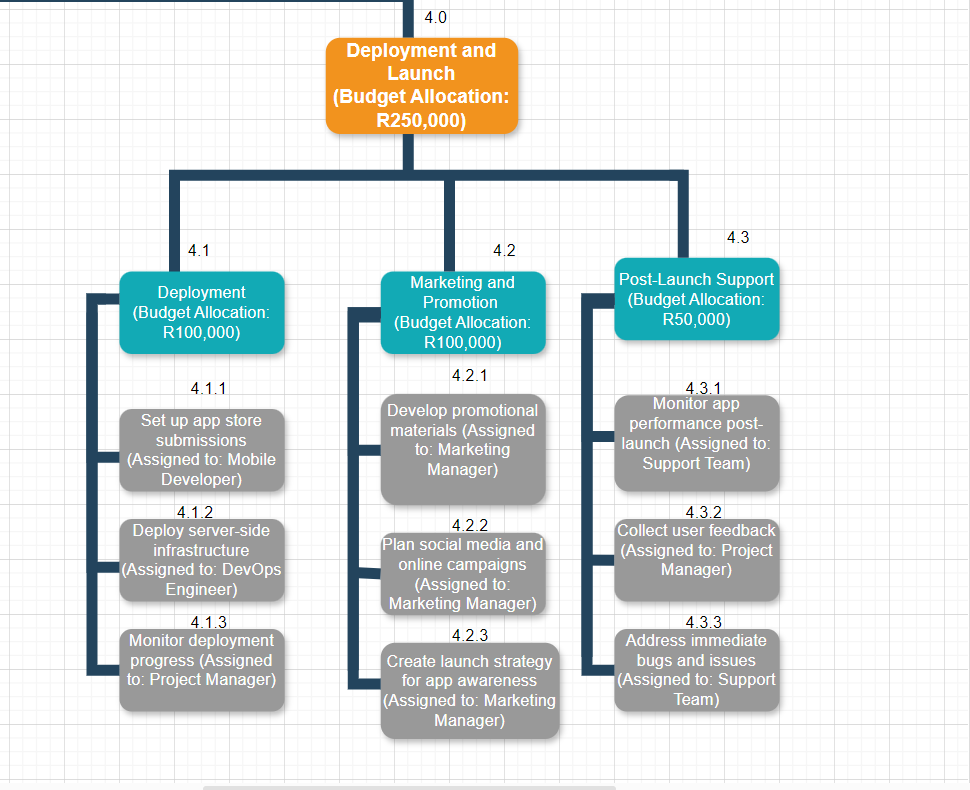 4.0
Deployment and
Launch
(Budget Allocation:
R250,000)
4.1
Deployment
(Budget Allocation:
R100,000)
4.1.1
Set up app store
submissions
(Assigned to: Mobile
Developer)
4.1.2
Deploy server-side
infrastructure
(Assigned to: DevOps
Engineer)
4.1.3
Monitor deployment
progress (Assigned
to: Project Manager)
4.2
Marketing and
Promotion
(Budget Allocation:
R100,000)
4.2.1
Develop promotional
materials (Assigned
to: Marketing
Manager)
4.2.2
Plan social media and
online campaigns
(Assigned to:
Marketing Manager)
4.2.3
Create launch strategy
for app awareness
(Assigned to: Marketing
Manager)
4.3
Post-Launch Support
(Budget Allocation:
R50,000)
4.3.1
Monitor app
performance post-
launch (Assigned to:
Support Team)
4.3.2
Collect user feedback
(Assigned to: Project
Manager)
4.3.3
Address immediate
bugs and issues
(Assigned to: Support
Team)